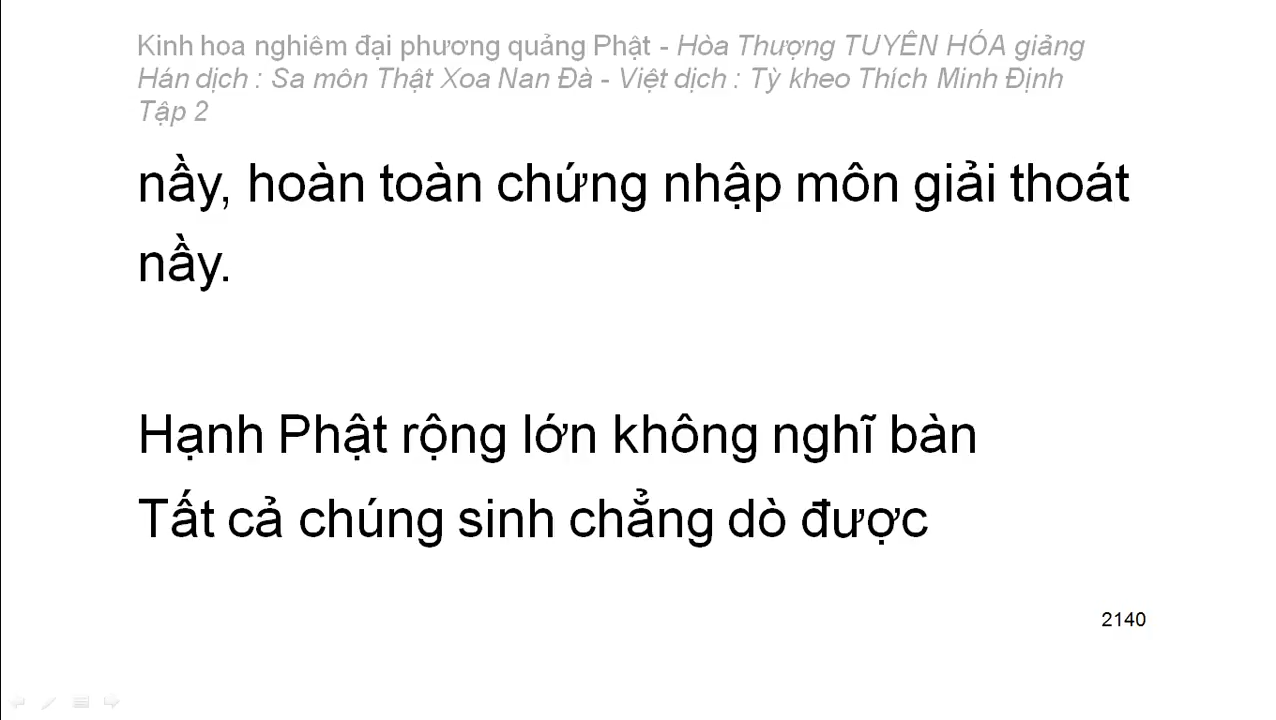 Kinh hoa nghiêm đại phương quảng Phật - Hòa Thượng TUYÊN HÓA giảng
Hán dịch : Sa môn Thật Xoa Nan Đà - Việt dịch : Tỳ kheo Thích Minh Định
Tập 2
nầy, hoàn toàn chứng nhập môn giải thoát
nầy.
Hạnh Phật rộng lớn không nghĩ bàn
Tất cả chúng sinh chẳng dò được
2140